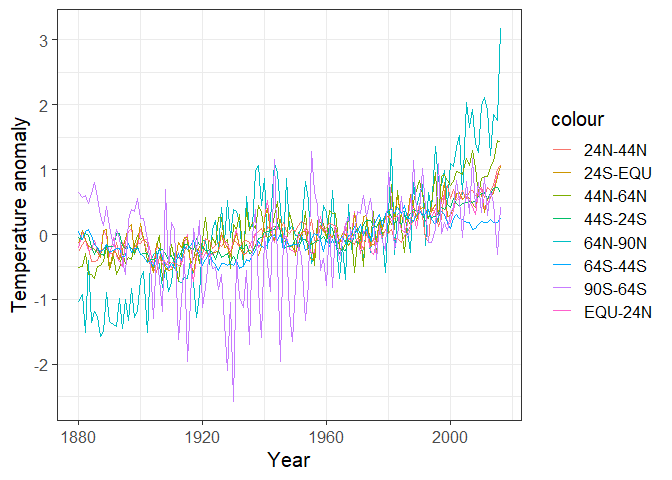 3
2
1
0
-1
-2
Temperature anomaly
1880
1920
1960
2000
Year
colour
24N-44N
24S-EQU
44N-64N
44S-24S
64N-90N
64S-44S
90S-64S
EQU-24N